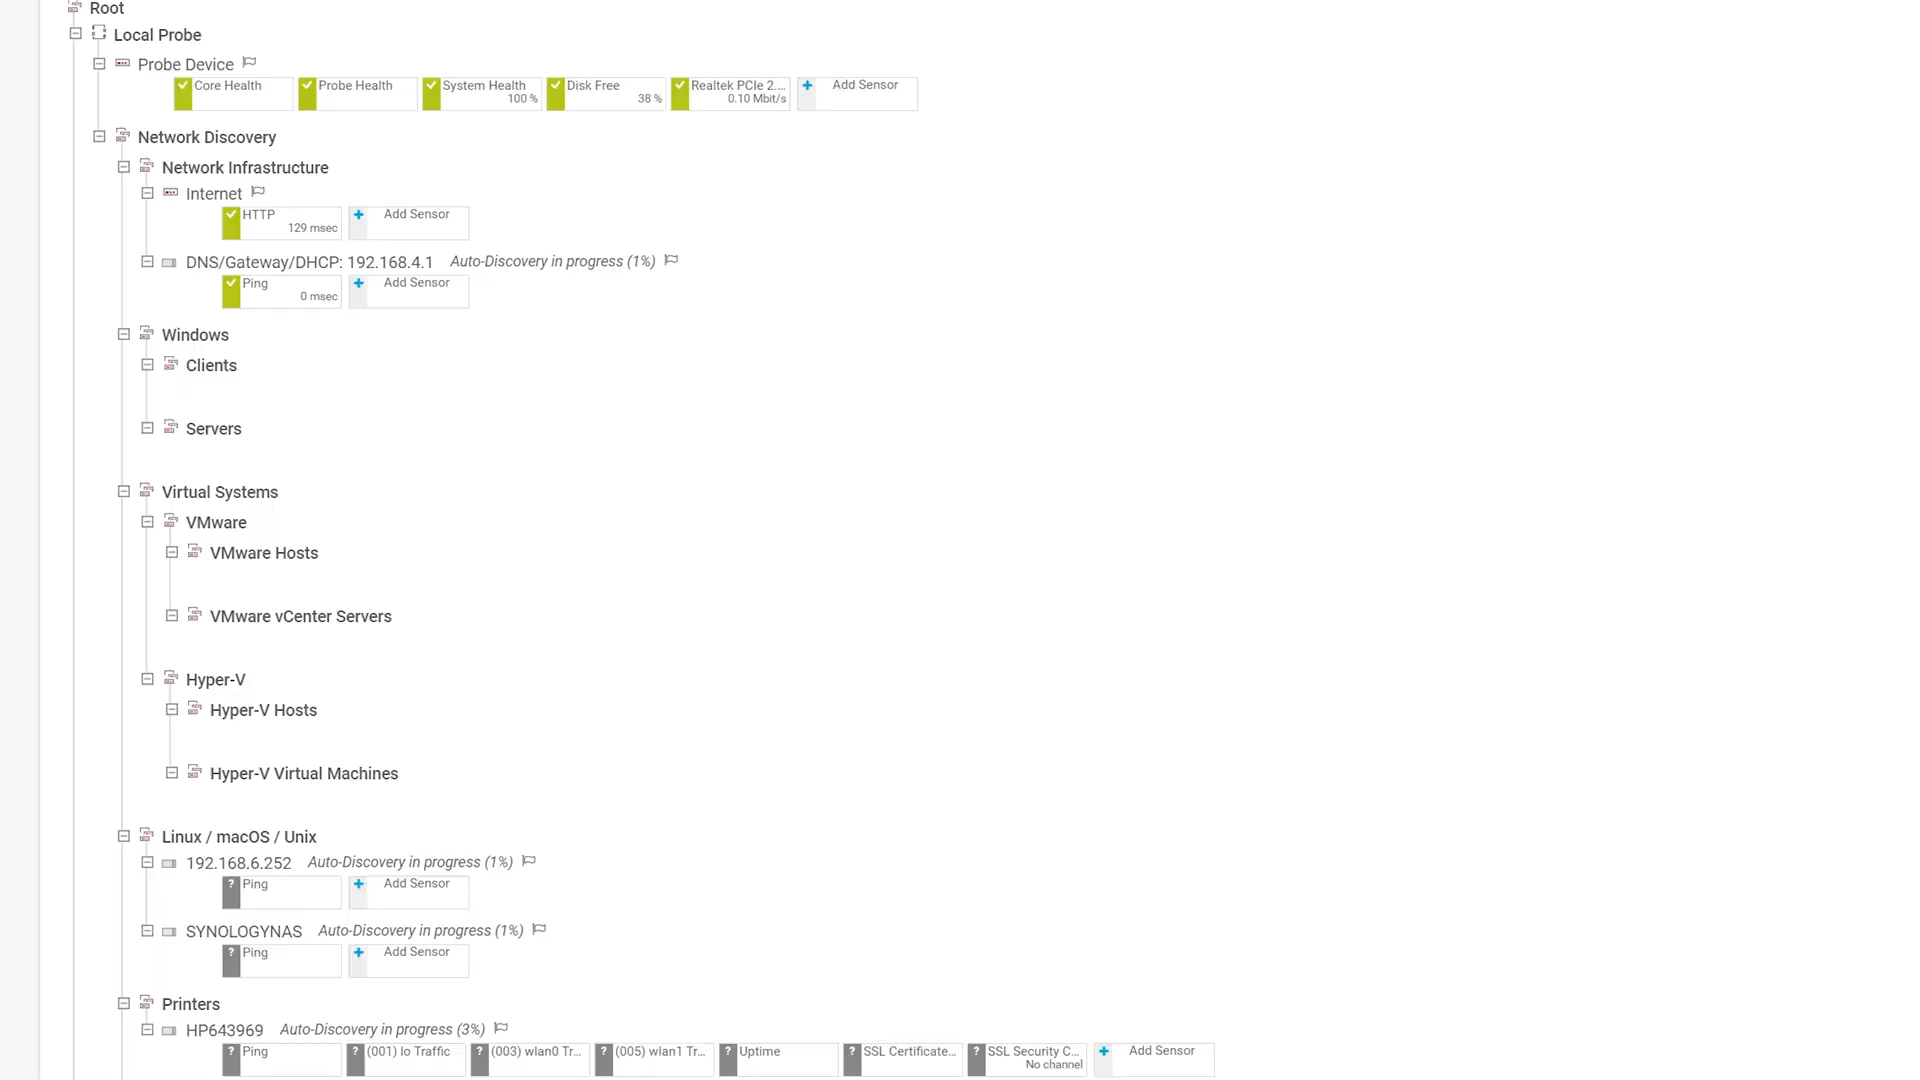 Root
Local Probe
Probe Device
Core Health
Probe Health
System Health
100 %
Disk Free
38 %
Realtek PCIe 2....
0.10 Mbit/s
Add Sensor
Network Discovery
Network Infrastructure
Internet
HTTP
129 msec
Add Sensor
DNS/Gateway/DHCP: 192.168.4.1 Auto-Discovery in progress (1%)
Ping
0 msec
Add Sensor
Windows
Clients
Servers
Virtual Systems
VMware
VMware Hosts
VMware vCenter Servers
Hyper-V
Hyper-V Hosts
Hyper-V Virtual Machines
Linux / macOS / Unix
192.168.6.252 Auto-Discovery in progress (1%)
? Ping
Add Sensor
SYNOLOGYNAS Auto-Discovery in progress (1%)
? Ping
Add Sensor
Printers
HP643969 Auto-Discovery in progress (3%)
? Ping
? (001) lo Traffic
? (003) wlan0 Tr...
? (005) wlan1 Tr...
? Uptime
? SSL Certificate...
? SSL Security C...
No channel
Add Sensor